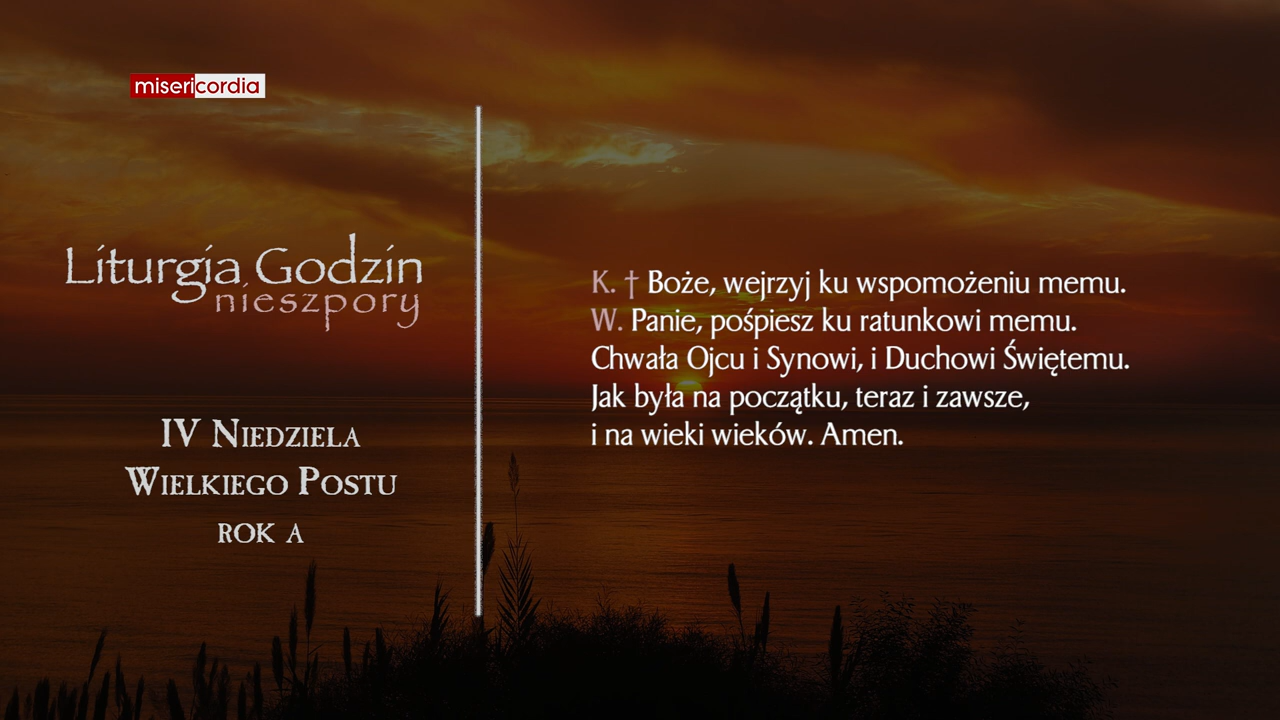 misericordia
Liturgia Godzin
nieszpory
IV Niedziela
Wielkiego Postu
rok a
K. † Boże, wejrzyj ku wspomożeniu memu.
W. Panie, pośpiesz ku ratunkowi memu.
Chwała Ojcu i Synowi, i Duchowi Świętemu.
Jak była na początku, teraz i zawsze,
i na wieki wieków. Amen.